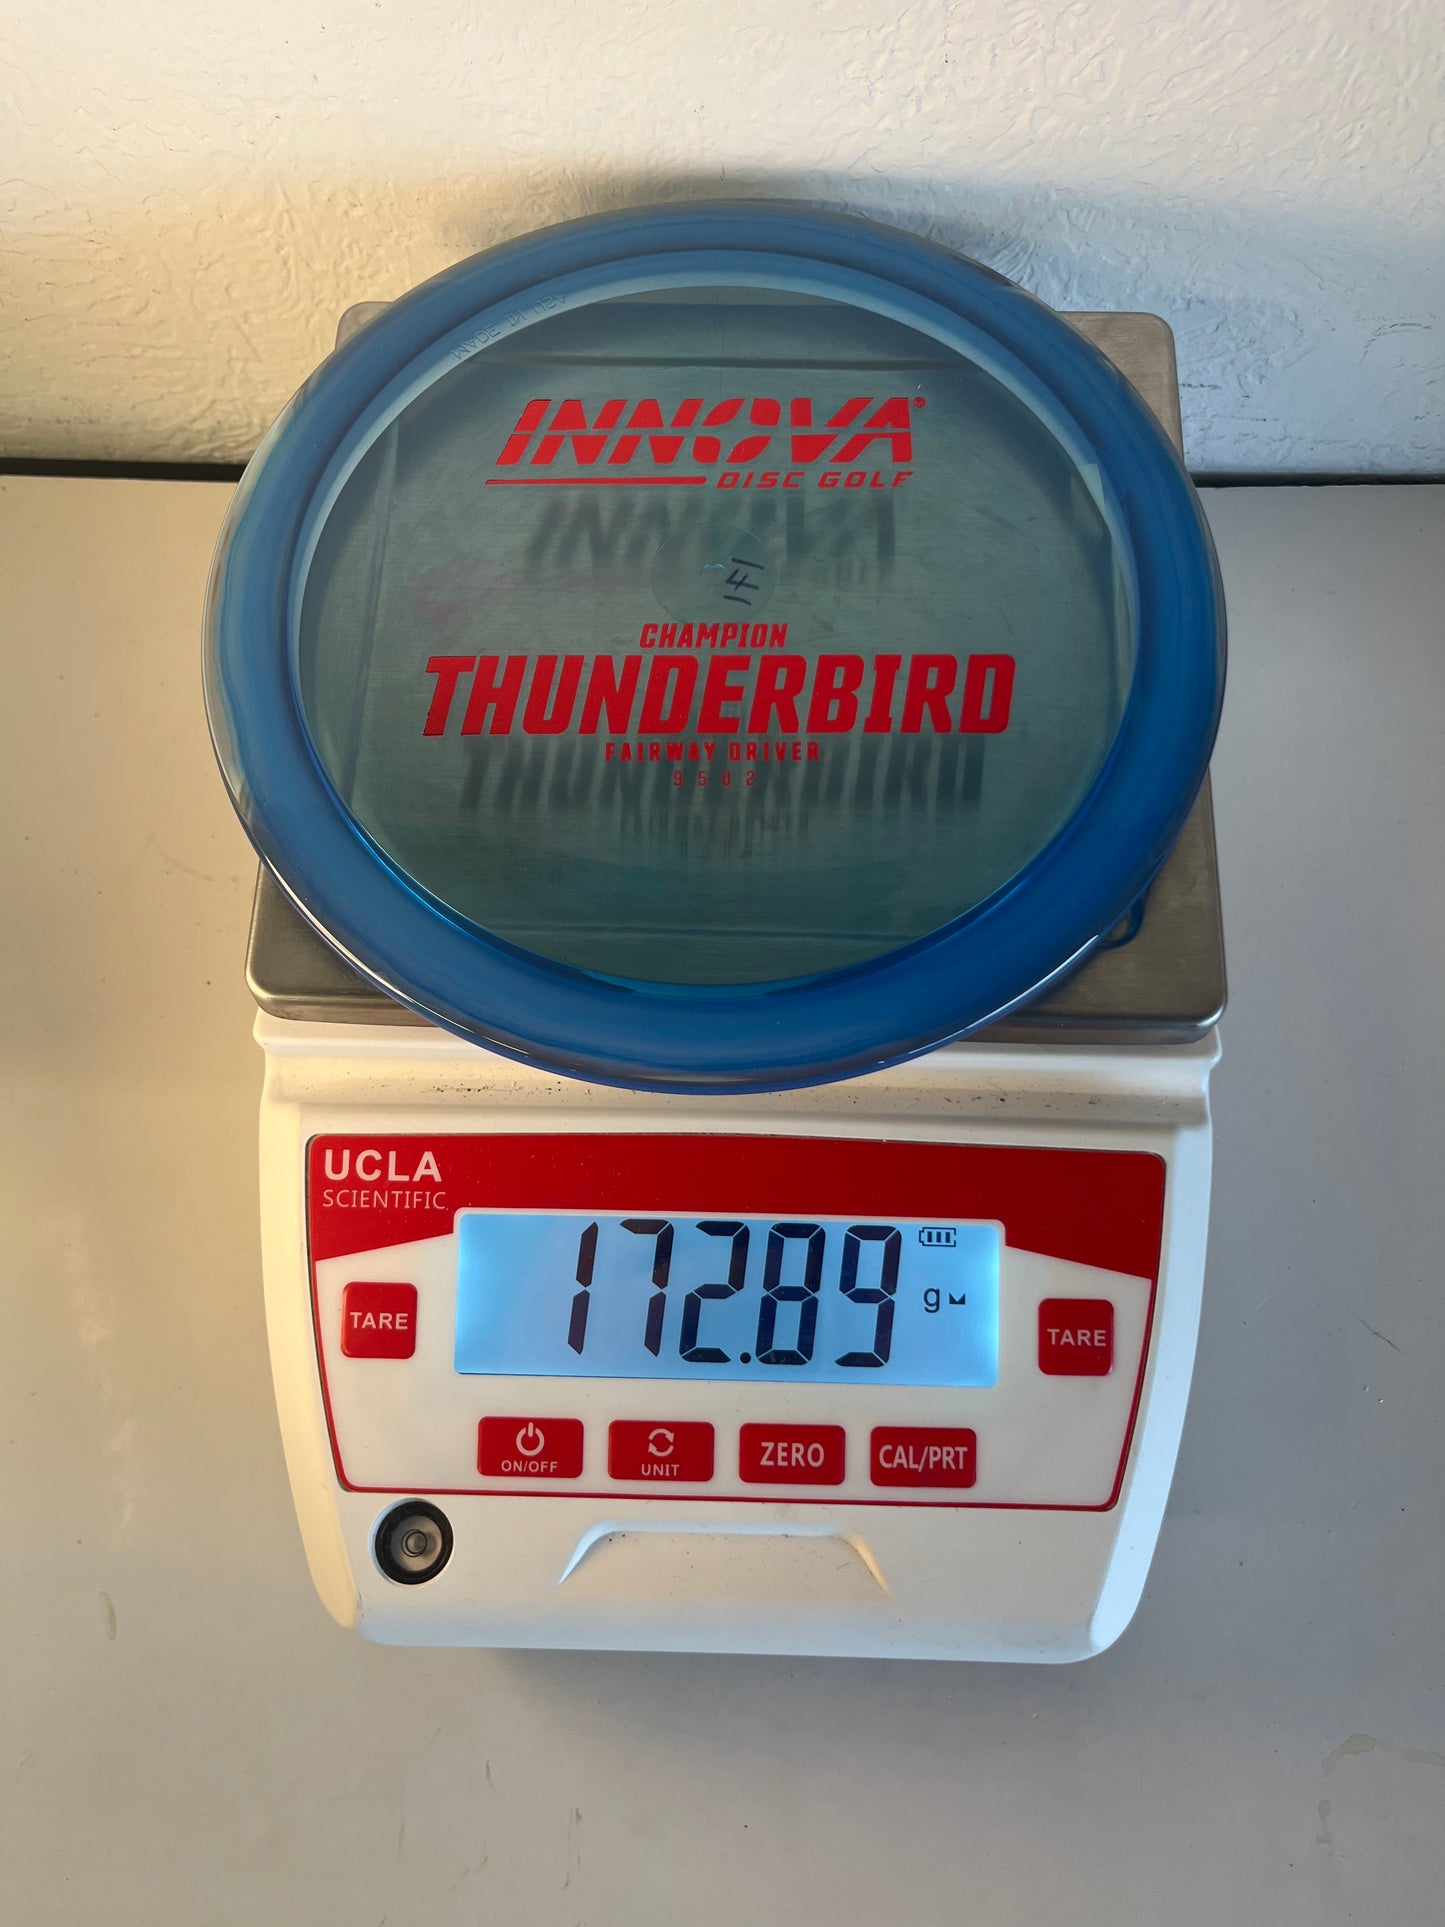 MADE IN USA
INNOVA®
DISC GOLF
CHAMPION
THUNDERBIRD
FAIRWAY DRIVER
9502
UCLA
SCIENTIFIC
172.89
g
TARE
TARE
ON/OFF
UNIT
ZERO
CAL/PRT